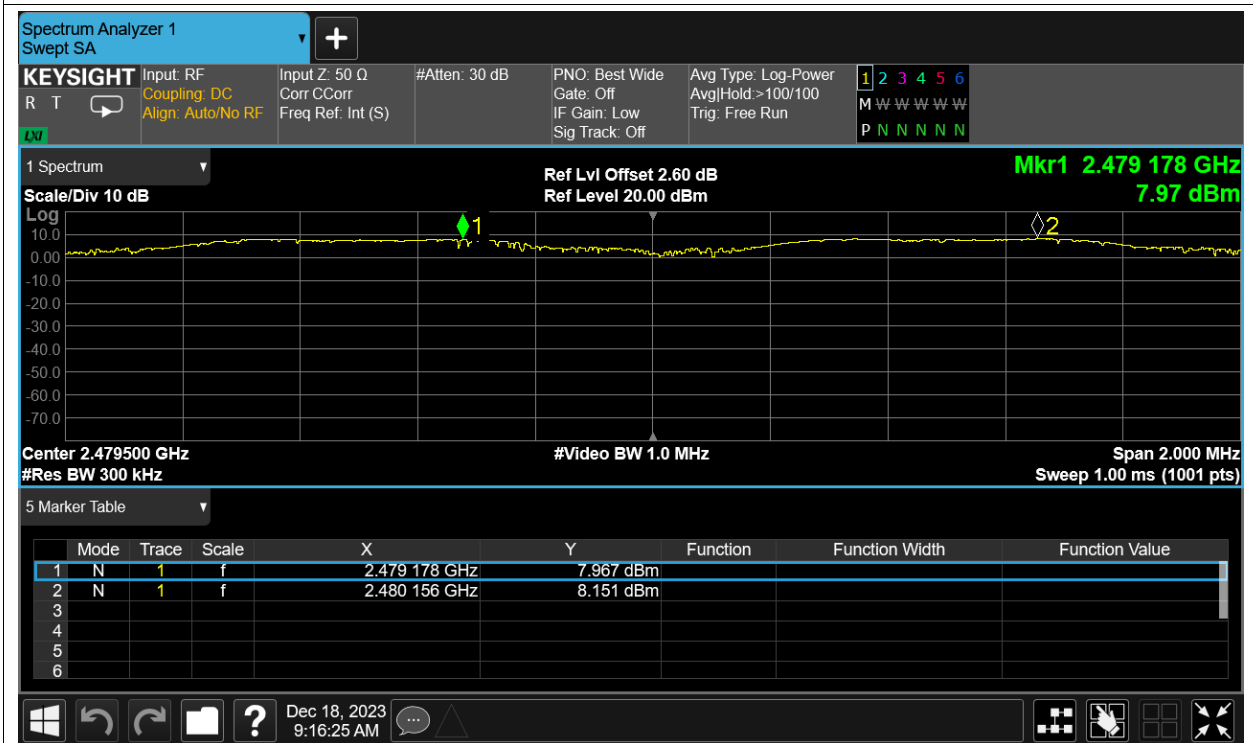 Spectrum Analyzer 1
Swept SA
KEYSIGHT
R T
LXI
Input: RF
Coupling: DC
Align: Auto/No RF
Input Z: 50 Ω
Corr CCorr
Freq Ref: Int (S)
#Atten: 30 dB
PNO: Best Wide
Gate: Off
IF Gain: Low
Sig Track: Off
Avg Type: Log-Power
Avg|Hold:>100/100
Trig: Free Run
1 2 3 4 5 6
M W W W W W
P N N N N N
1 Spectrum
Scale/Div 10 dB
Ref Lvl Offset 2.60 dB
Ref Level 20.00 dBm
Mkr1 2.479 178 GHz
7.97 dBm
Log
10.0
0.00
-10.0
-20.0
-30.0
-40.0
-50.0
-60.0
-70.0
1
2
Center 2.479500 GHz
#Video BW 1.0 MHz
Span 2.000 MHz
#Res BW 300 kHz
Sweep 1.00 ms (1001 pts)
5 Marker Table
Mode Trace Scale X Y Function Function Width Function Value
1 N 1 f 2.479 178 GHz 7.967 dBm
2 N 1 f 2.480 156 GHz 8.151 dBm
3
4
5
6
?
Dec 18, 2023
9:16:25 AM